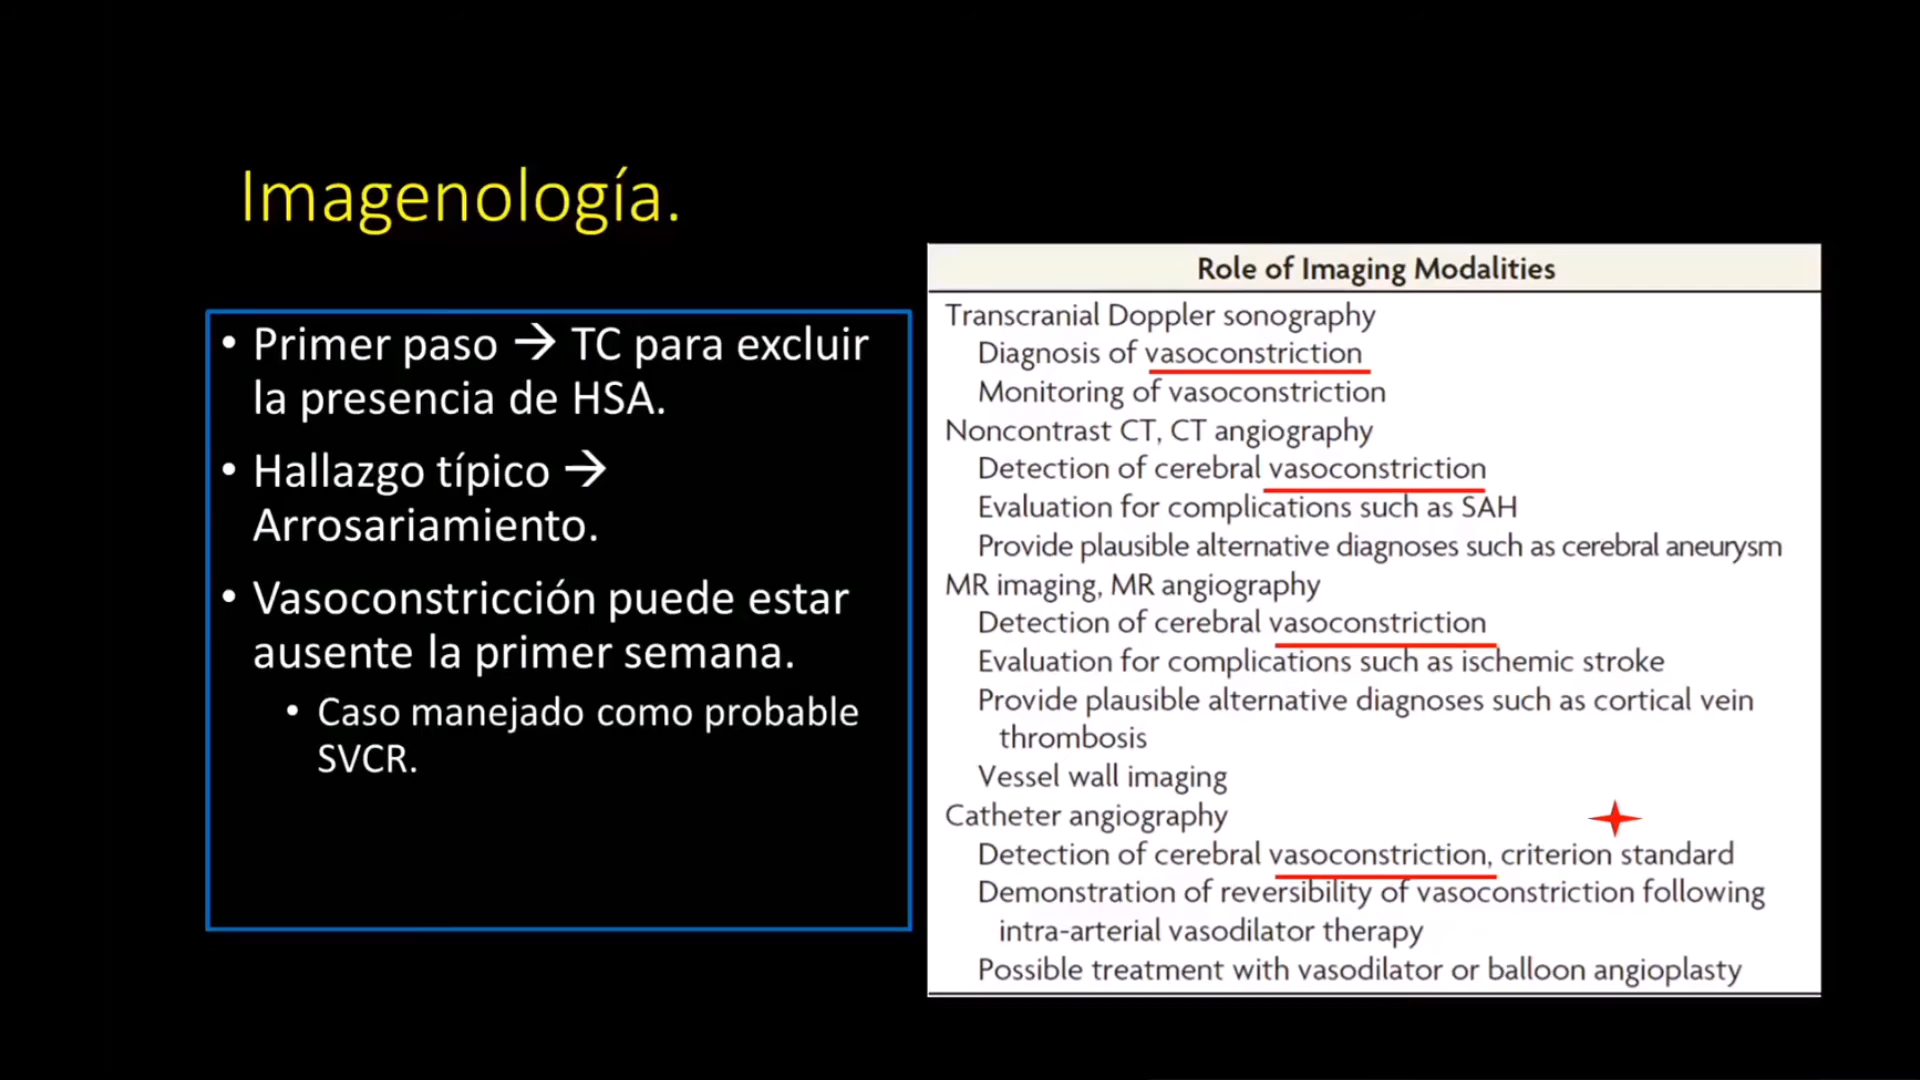 Imagenología.
• Primer paso → TC para excluir
la presencia de HSA.
• Hallazgo típico →
Arrosariamiento.
• Vasoconstricción puede estar
ausente la primer semana.
• Caso manejado como probable
SVCR.
Role of Imaging Modalities
Transcranial Doppler sonography
Diagnosis of vasoconstriction
Monitoring of vasoconstriction
Noncontrast CT, CT angiography
Detection of cerebral vasoconstriction
Evaluation for complications such as SAH
Provide plausible alternative diagnoses such as cerebral aneurysm
MR imaging, MR angiography
Detection of cerebral vasoconstriction
Evaluation for complications such as ischemic stroke
Provide plausible alternative diagnoses such as cortical vein
thrombosis
Vessel wall imaging
Catheter angiography
Detection of cerebral vasoconstriction, criterion standard
Demonstration of reversibility of vasoconstriction following
intra-arterial vasodilator therapy
Possible treatment with vasodilator or balloon angioplasty